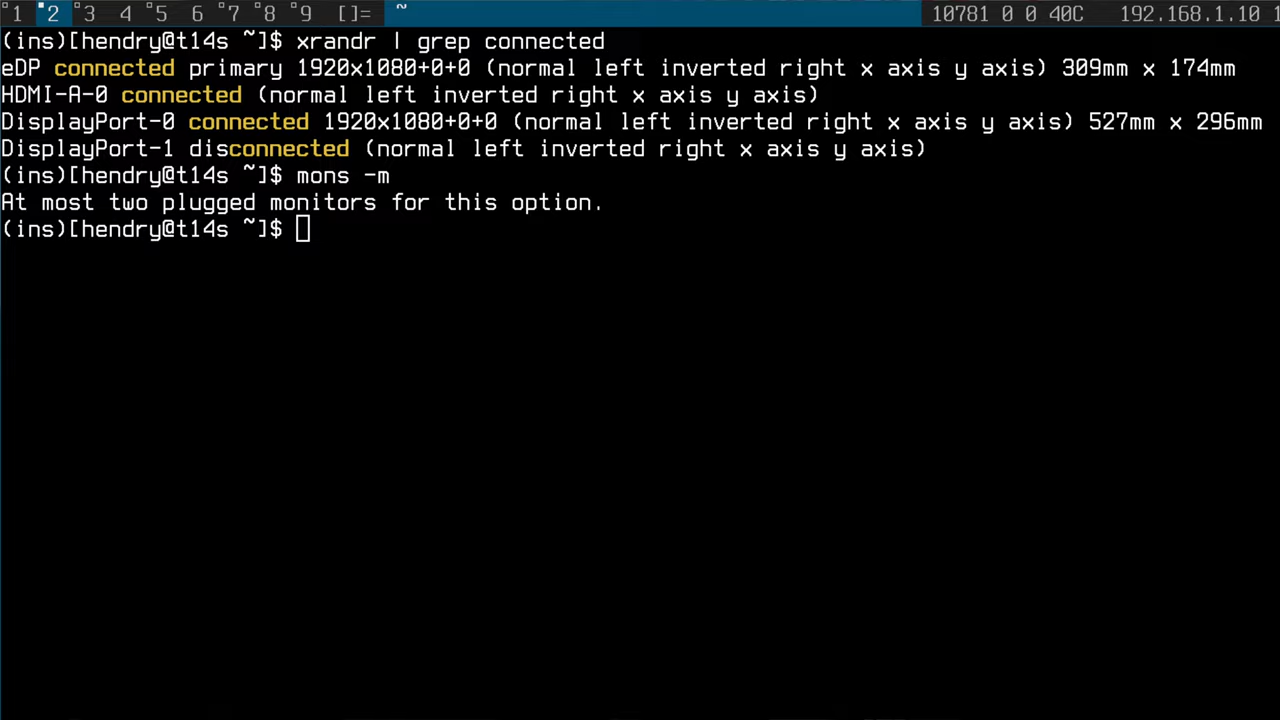 1 2 3 4 5 6 7 8 9 []= ~ 10781 0 0 40C 192.168.1.10 1
(ins)[hendry@t14s ~]$ xrandr | grep connected
eDP connected primary 1920x1080+0+0 (normal left inverted right x axis y axis) 309mm x 174mm
HDMI-A-0 connected (normal left inverted right x axis y axis)
DisplayPort-0 connected 1920x1080+0+0 (normal left inverted right x axis y axis) 527mm x 296mm
DisplayPort-1 disconnected (normal left inverted right x axis y axis)
(ins)[hendry@t14s ~]$ mons -m
At most two plugged monitors for this option.
(ins)[hendry@t14s ~]$